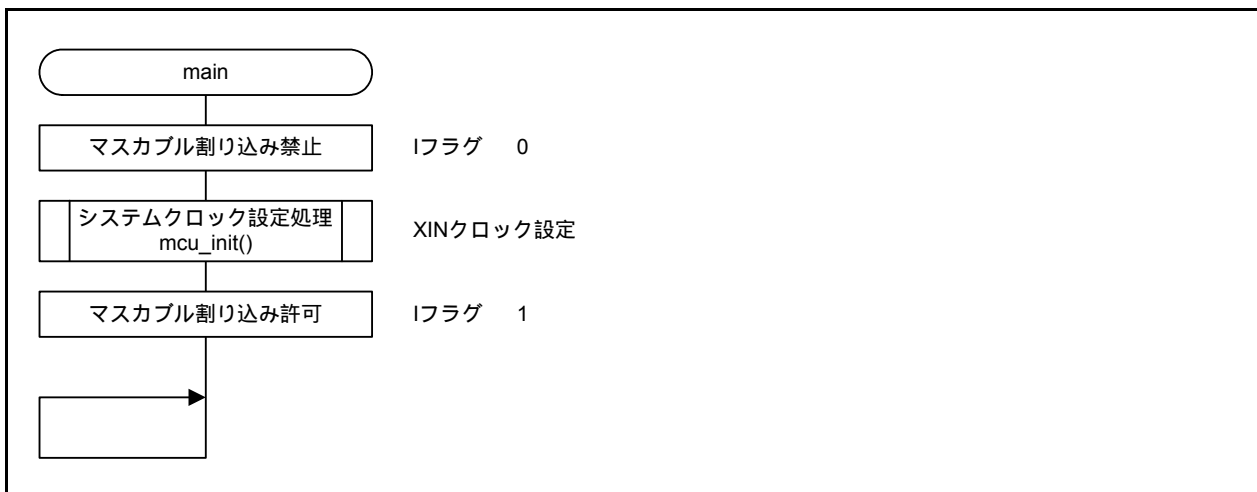 main
マスカブル割り込み禁止 Iフラグ 0
システムクロック設定処理
mcu_init()
XINクロック設定
マスカブル割り込み許可 Iフラグ 1